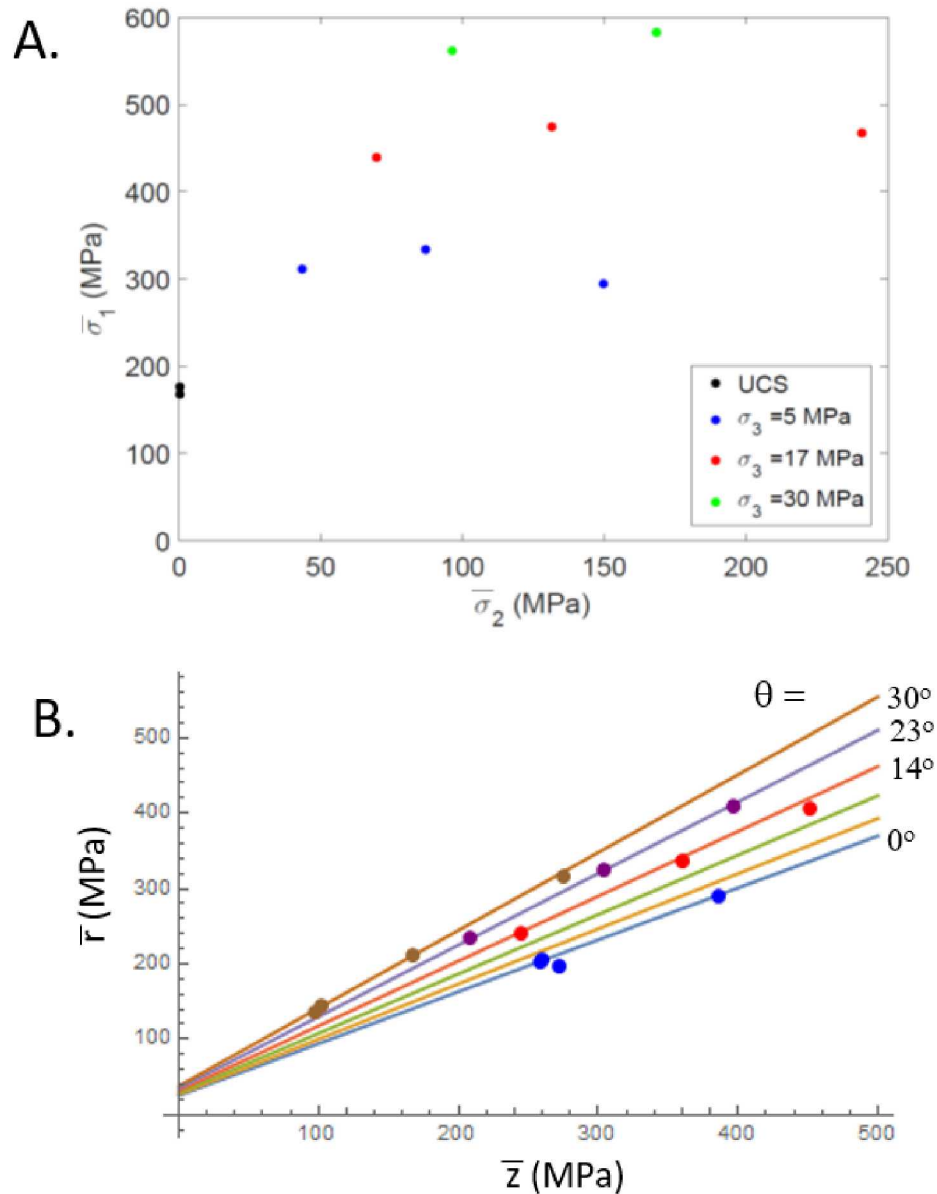 A.
600
500
400
300
200
100
0
σ̅₁ (MPa)
UCS
σ₃ =5 MPa
σ₃ =17 MPa
σ₃ =30 MPa
0 50 100 150 200 250
σ̅₂ (MPa)
B.
θ =
30°
23°
14°
0°
500
400
300
200
100
r̅ (MPa)
100 200 300 400 500
z̅ (MPa)